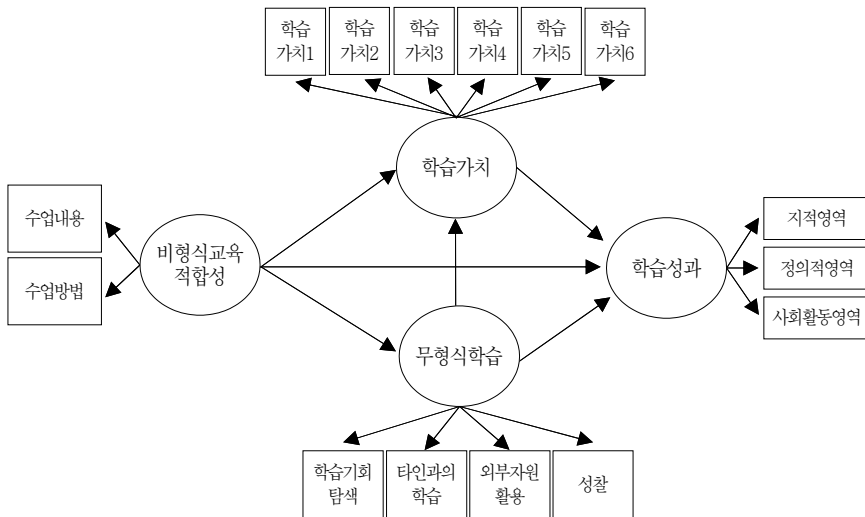 학습
가치1
학습
가치2
학습
가치3
학습
가치4
학습
가치5
학습
가치6
학습가치
수업내용
수업방법
비형식교육
적합성
학습성과
지적영역
정의적영역
사회활동영역
무형식학습
학습기회
탐색
타인과의
학습
외부자원
활용
성찰